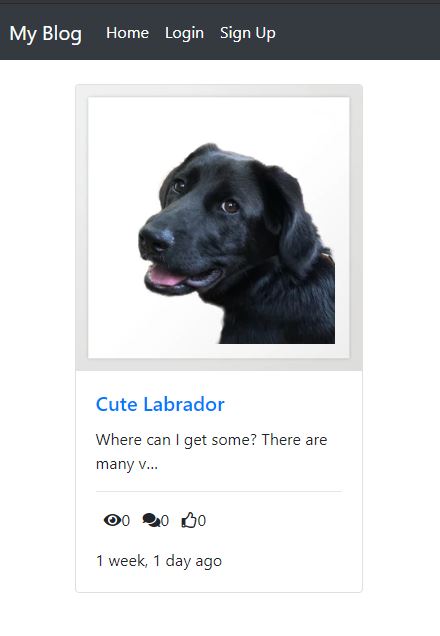 My Blog Home Login Sign Up
Cute Labrador
Where can I get some? There are
many v...
0 0 0
1 week, 1 day ago